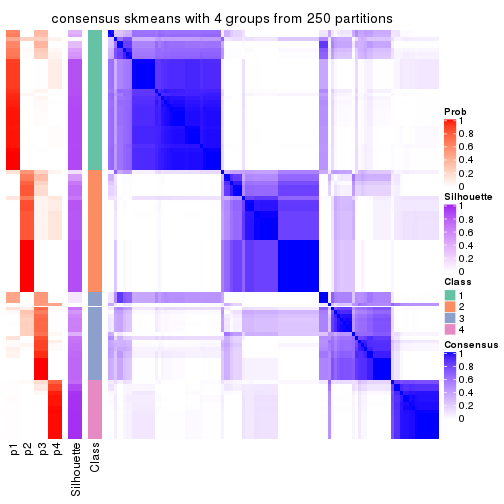 consensus skmeans with 4 groups from 250 partitions
Prob
1
0.8
0.6
0.4
0.2
0
Silhouette
1
0.8
0.6
0.4
0.2
0
Class
1
2
3
4
Consensus
1
0.8
0.6
0.4
0.2
0
p1
p2
p3
p4
Silhouette
Class